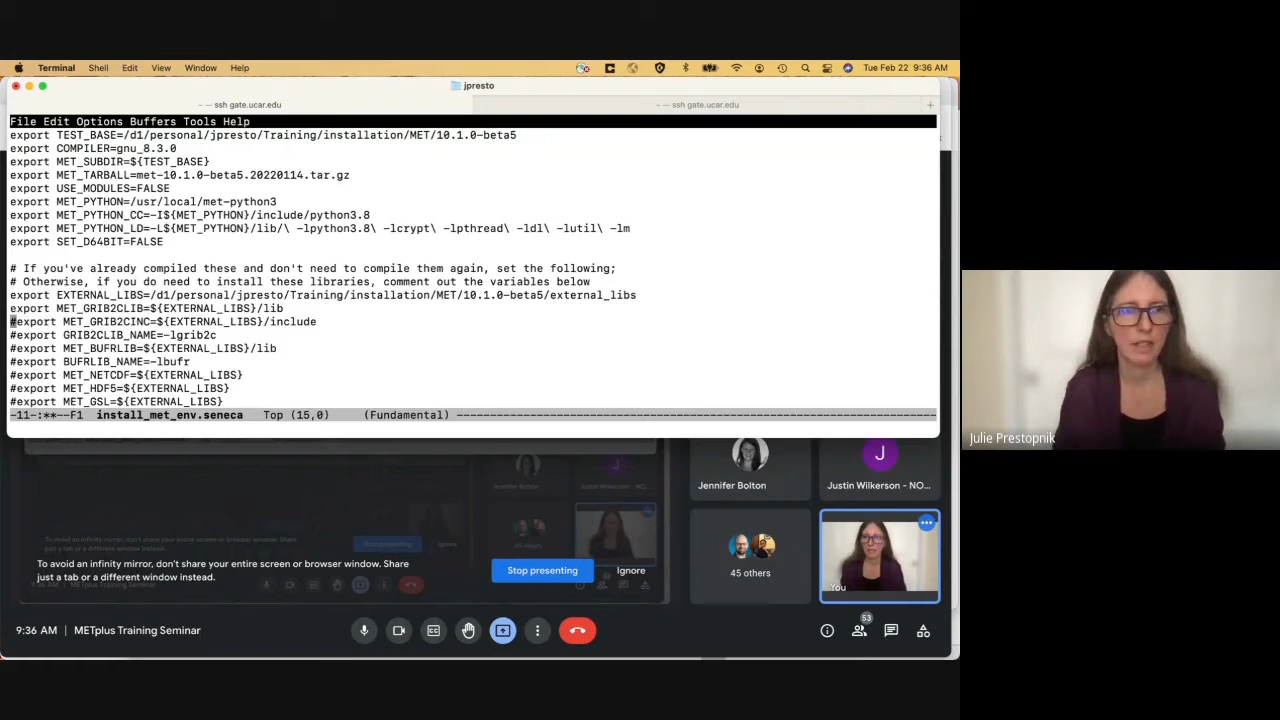 Terminal Shell Edit View Window Help Tue Feb 22 9:36 AM
jpresto
~ — ssh gate.ucar.edu ~ — ssh gate.ucar.edu +
File Edit Options Buffers Tools Help
export TEST_BASE=/d1/personal/jpresto/Training/installation/MET/10.1.0-beta5
export COMPILER=gnu_8.3.0
export MET_SUBDIR=${TEST_BASE}
export MET_TARBALL=met-10.1.0-beta5.20220114.tar.gz
export USE_MODULES=FALSE
export MET_PYTHON=/usr/local/met-python3
export MET_PYTHON_CC=-I${MET_PYTHON}/include/python3.8
export MET_PYTHON_LD=-L${MET_PYTHON}/lib/\ -lpython3.8\ -lcrypt\ -lpthread\ -ldl\ -lutil\ -lm
export SET_D64BIT=FALSE
# If you've already compiled these and don't need to compile them again, set the following;
# Otherwise, if you do need to install these libraries, comment out the variables below
export EXTERNAL_LIBS=/d1/personal/jpresto/Training/installation/MET/10.1.0-beta5/external_libs
export MET_GRIB2CLIB=${EXTERNAL_LIBS}/lib
#export MET_GRIB2CINC=${EXTERNAL_LIBS}/include
#export GRIB2CLIB_NAME=-lgrib2c
#export MET_BUFRLIB=${EXTERNAL_LIBS}/lib
#export BUFRLIB_NAME=-lbufr
#export MET_NETCDF=${EXTERNAL_LIBS}
#export MET_HDF5=${EXTERNAL_LIBS}
#export MET_GSL=${EXTERNAL_LIBS}
-11-:**--F1 install_met_env.seneca Top (15,0) (Fundamental) ----------
Julie Prestopnik
Jennifer Bolton
J
Justin Wilkerson - NO...
45 others
You
To avoid an infinity mirror, don't share your entire screen or browser window. Share
just a tab or a different window instead.
Stop presenting
Ignore
9:36 AM | METplus Training Seminar
53